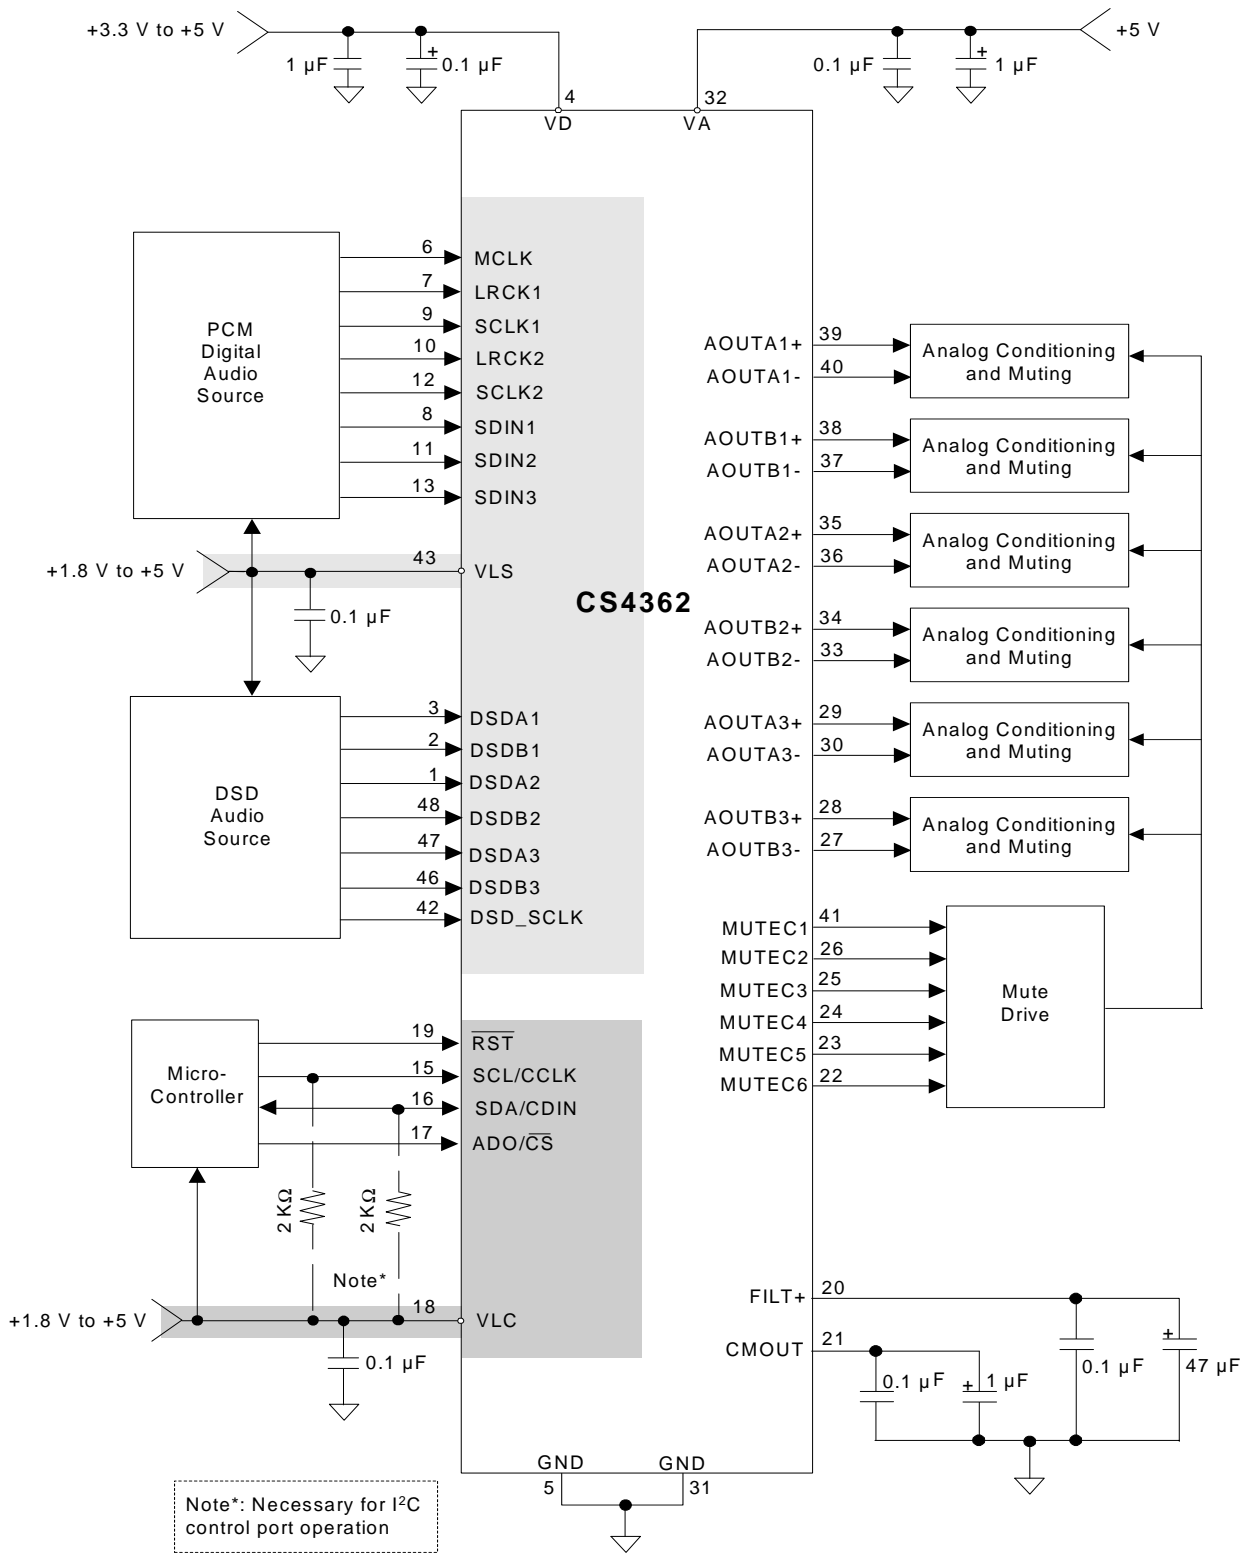 +3.3 V to +5 V
1 µF
+
0.1 µF
0.1 µF
+
1 µF
+5 V
4
32
VD
VA
PCM
Digital
Audio
Source
6
MCLK
7
LRCK1
9
SCLK1
10
LRCK2
12
SCLK2
8
SDIN1
11
SDIN2
13
SDIN3
+1.8 V to +5 V
43
VLS
0.1 µF
CS4362
DSD
Audio
Source
3
DSDA1
2
DSDB1
1
DSDA2
48
DSDB2
47
DSDA3
46
DSDB3
42
DSD_SCLK
Micro-
Controller
19
RST
15
SCL/CCLK
16
SDA/CDIN
17
ADO/CS
2 KΩ
2 KΩ
Note*
+1.8 V to +5 V
18
VLC
0.1 µF
AOUTA1+
39
AOUTA1-
40
Analog Conditioning
and Muting
AOUTB1+
38
AOUTB1-
37
Analog Conditioning
and Muting
AOUTA2+
35
AOUTA2-
36
Analog Conditioning
and Muting
AOUTB2+
34
AOUTB2-
33
Analog Conditioning
and Muting
AOUTA3+
29
AOUTA3-
30
Analog Conditioning
and Muting
AOUTB3+
28
AOUTB3-
27
Analog Conditioning
and Muting
MUTEC1
41
MUTEC2
26
MUTEC3
25
MUTEC4
24
MUTEC5
23
MUTEC6
22
Mute
Drive
FILT+
20
CMOUT
21
0.1 µF
+
1 µF
0.1 µF
+
47 µF
GND
GND
5
31
Note*: Necessary for I²C
control port operation